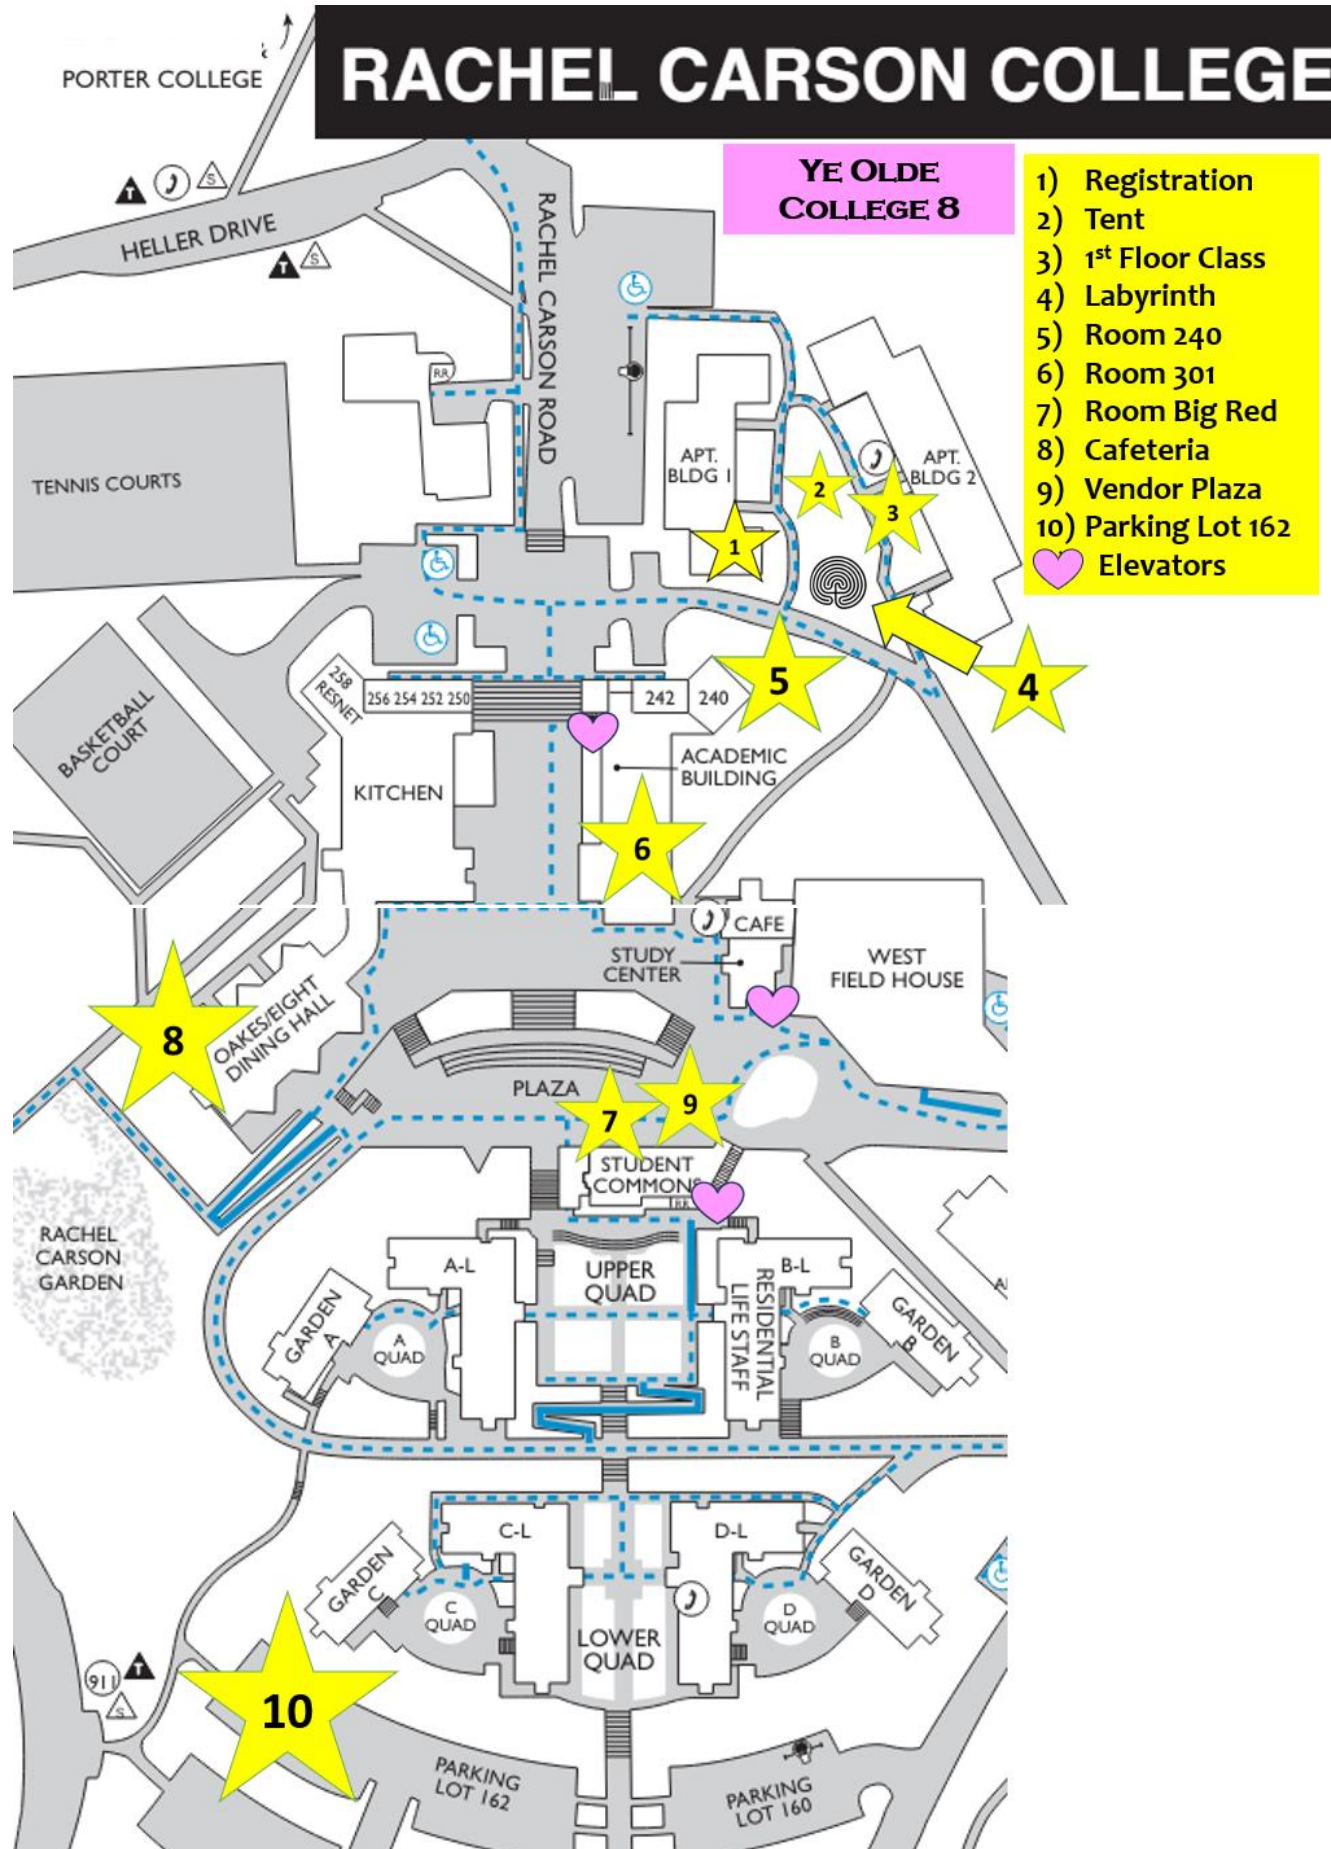 &
PORTER COLLEGE
RACHEL CARSON COLLEGE
YE OLDE
COLLEGE 8
1) Registration
2) Tent
3) 1st Floor Class
4) Labyrinth
5) Room 240
6) Room 301
7) Room Big Red
8) Cafeteria
9) Vendor Plaza
10) Parking Lot 162
Elevators
T
S
HELLER DRIVE
T
S
RACHEL CARSON ROAD
RR
TENNIS COURTS
APT.
BLDG 1
APT.
BLDG 2
2
3
1
5
4
258
RESNET
256 254 252 250
242
240
BASKETBALL
COURT
KITCHEN
ACADEMIC
BUILDING
6
CAFE
STUDY
CENTER
WEST
FIELD HOUSE
8
OAKES/EIGHT
DINING HALL
PLAZA
7
9
STUDENT
COMMONS
RR
RACHEL
CARSON
GARDEN
A-L
UPPER
QUAD
B-L
RESIDENTIAL
LIFE STAFF
GARDEN
A
A
QUAD
B
QUAD
GARDEN
B
C-L
D-L
GARDEN
C
C
QUAD
LOWER
QUAD
D
QUAD
GARDEN
D
911
T
S
10
PARKING
LOT 162
PARKING
LOT 160